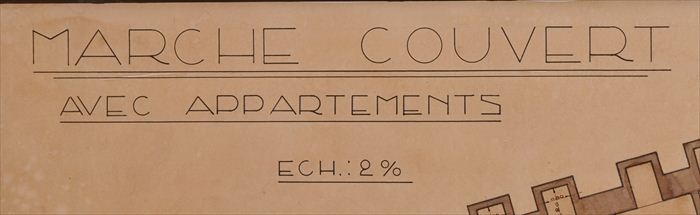 MARCHE COUVERT
AVEC APPARTEMENTS
ECH.: 2%